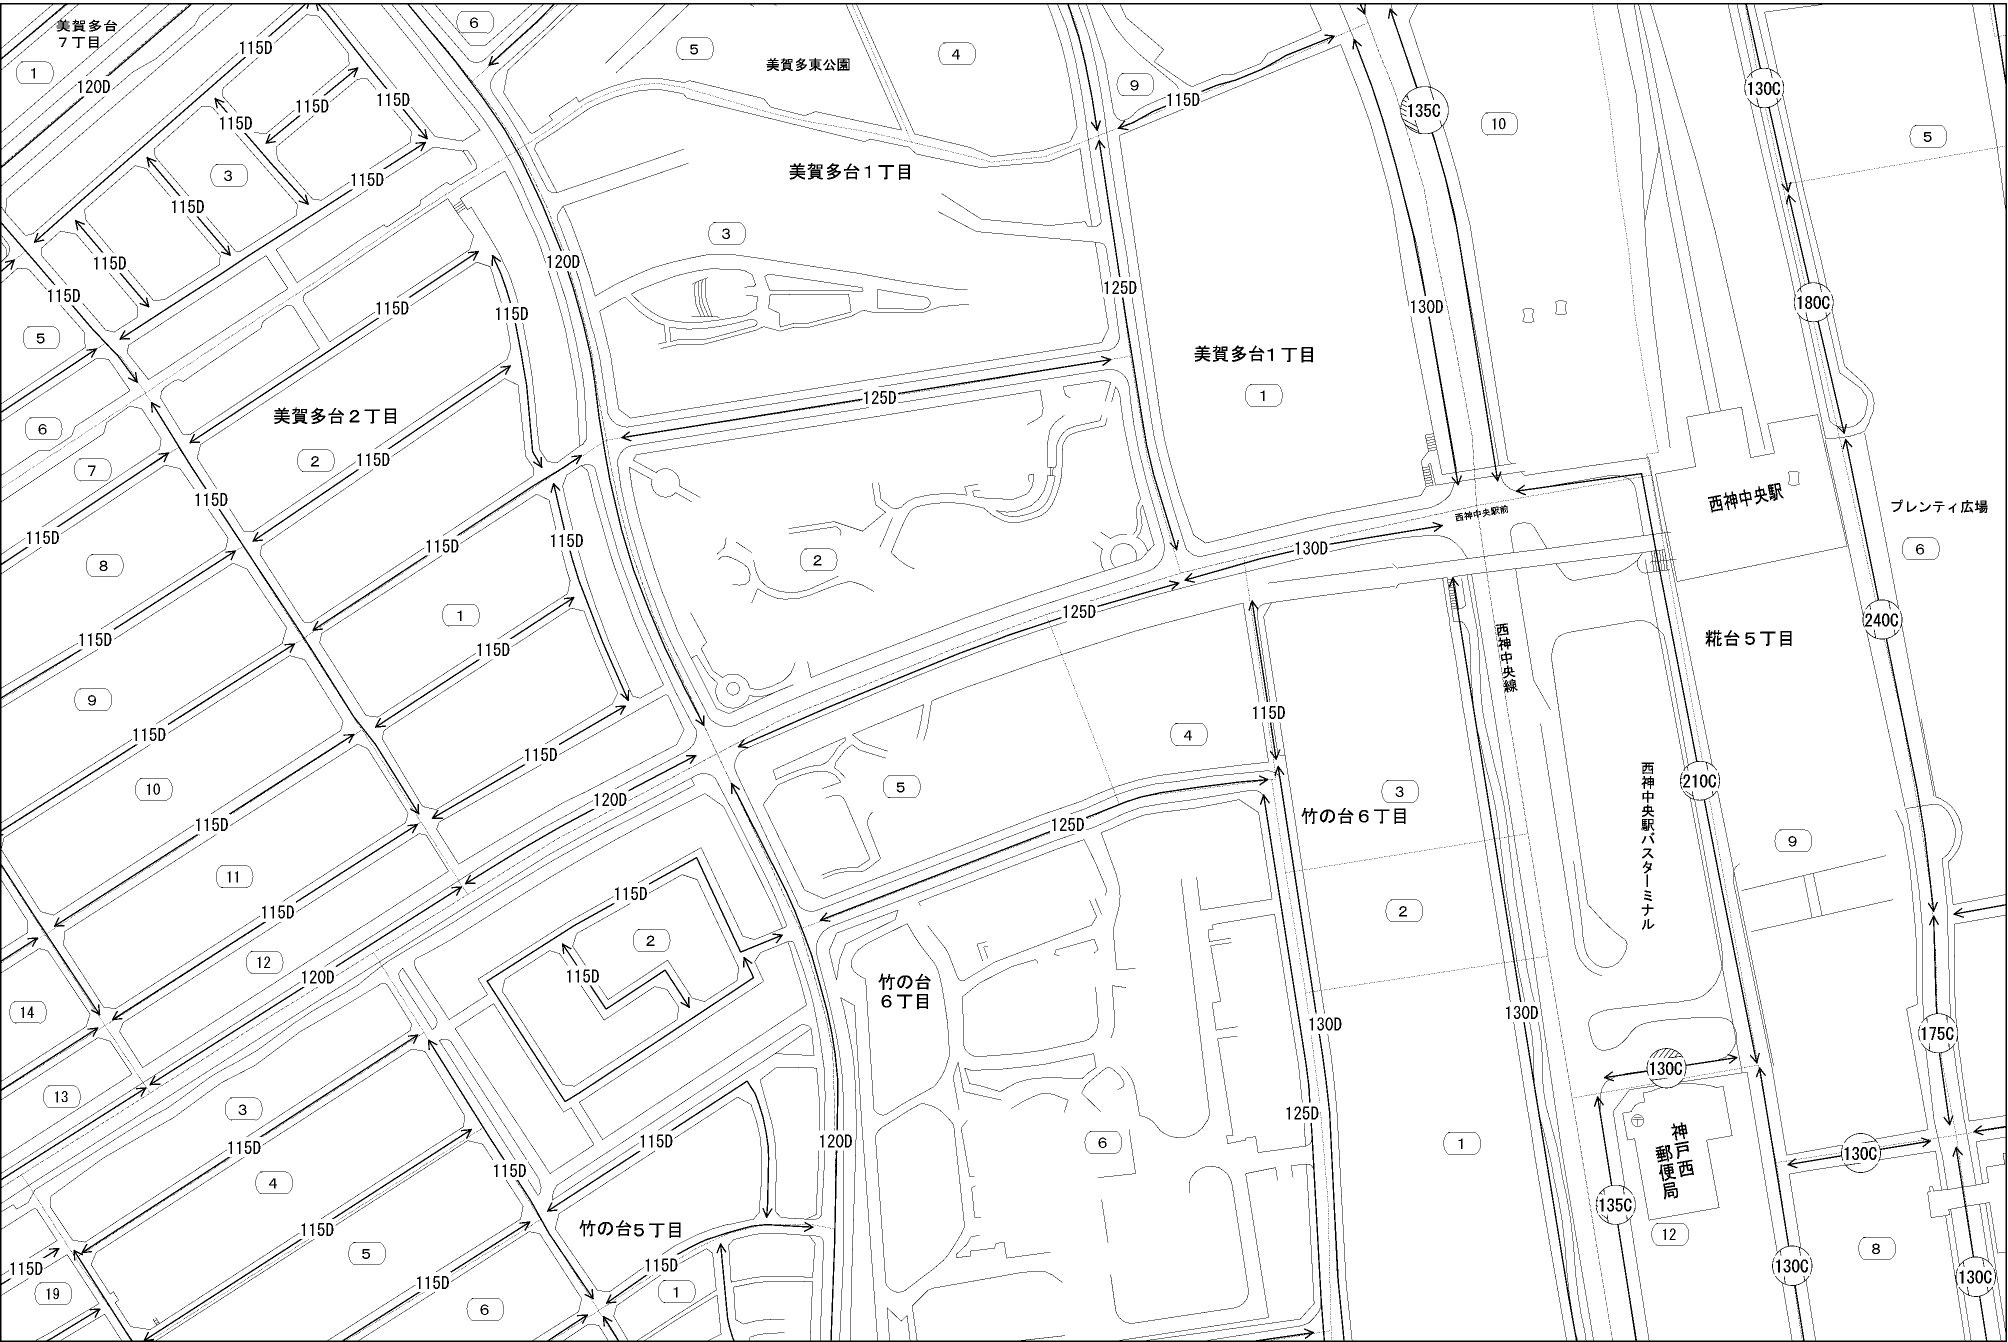 美賀多台
７丁目
1
120D
115D
115D
115D
115D
115D
3
115D
115D
115D
115D
5
6
6
5
4
美賀多東公園
9
115D
美賀多台１丁目
3
120D
125D
125D
130D
135C
10
130C
5
180C
美賀多台１丁目
1
美賀多台２丁目
2
115D
115D
115D
115D
7
115D
8
115D
9
115D
10
115D
11
115D
12
120D
14
13
115D
115D
1
115D
115D
120D
2
125D
130D
西神中央駅前
西神中央駅
プレンティ広場
6
240C
糀台５丁目
西神中央線
115D
4
5
125D
竹の台６丁目
3
2
210C
西神中央駅バスターミナル
9
115D
2
115D
竹の台
６丁目
130D
130D
175C
130C
125D
6
1
神戸西
郵便局
135C
12
130C
130C
8
130C
3
115D
4
115D
115D
115D
120D
竹の台５丁目
115D
1
5
115D
6
115D
19